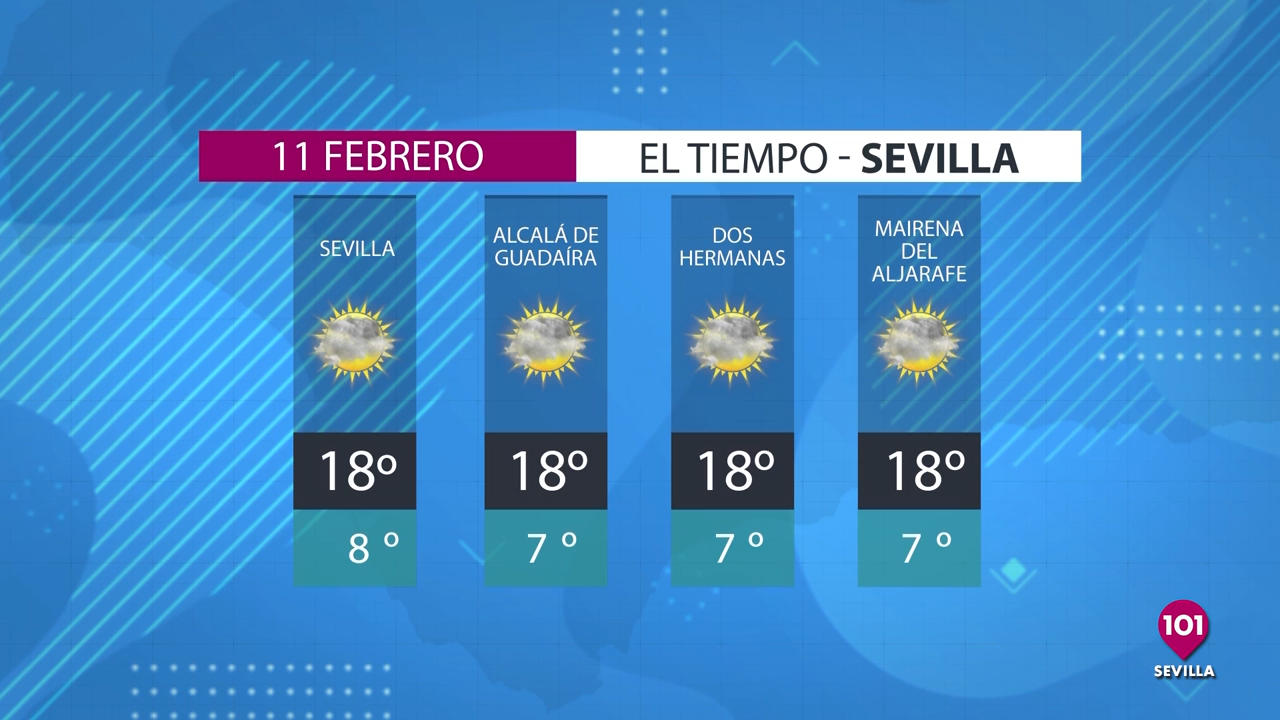 11 FEBRERO
EL TIEMPO - SEVILLA
SEVILLA
ALCALÁ DE
GUADAÍRA
DOS
HERMANAS
MAIRENA
DEL
ALJARAFE
18º
18º
18º
18º
8 º
7 º
7 º
7 º
101
SEVILLA